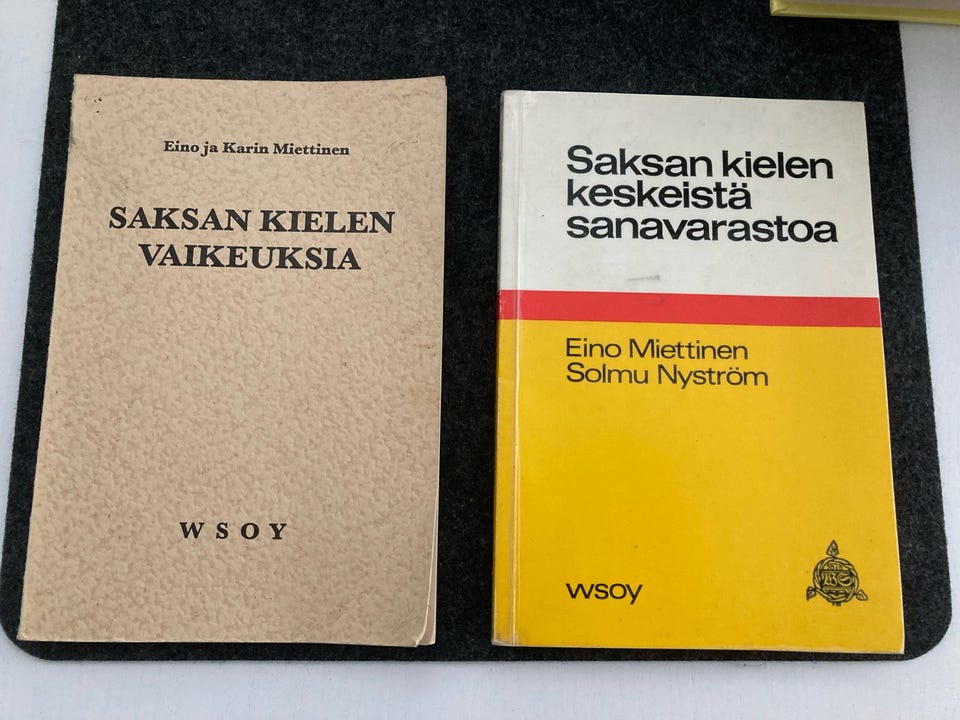 Eino ja Karin Miettinen
SAKSAN KIELEN
VAIKEUKSIA
WSOY
Saksan kielen
keskeistä
sanavarastoa
Eino Miettinen
Solmu Nyström
wsoy